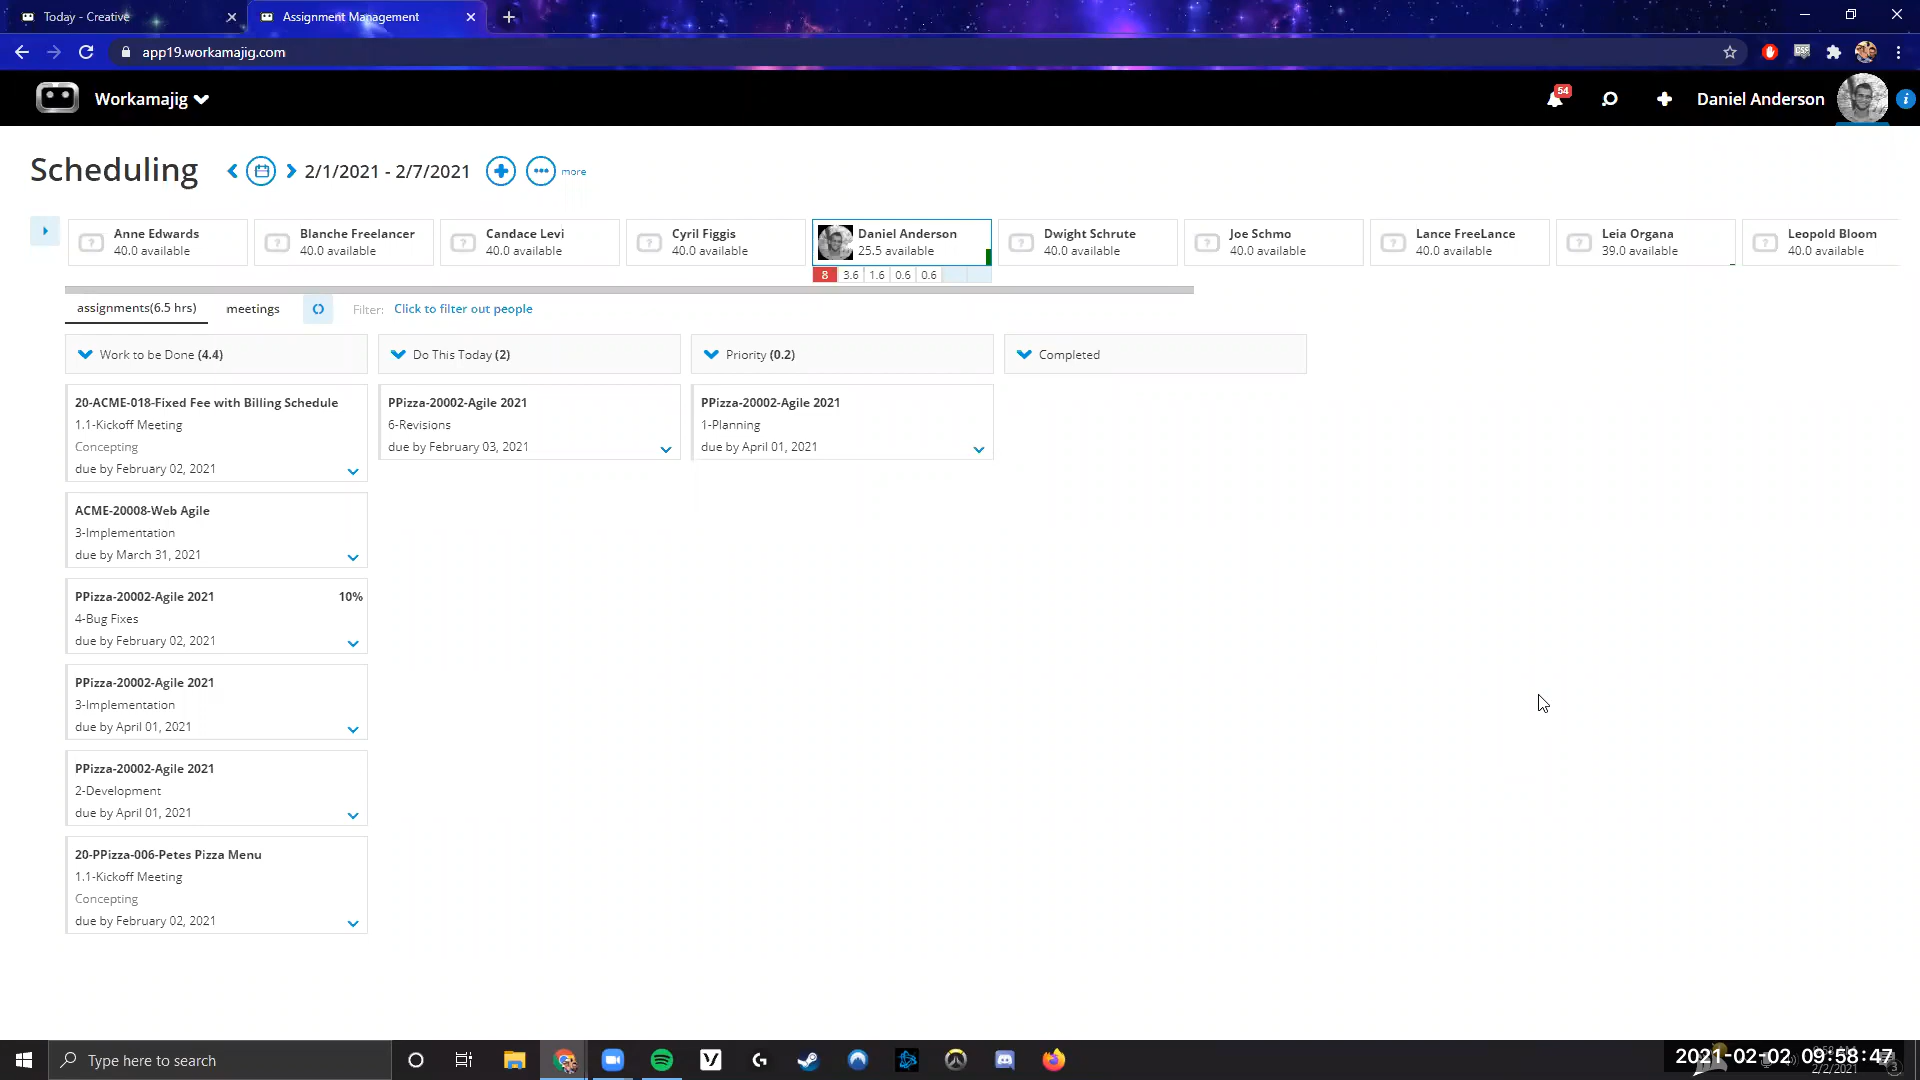 Today - Creative
Assignment Management
app19.workamajig.com
Workamajig
54
Daniel Anderson
Scheduling
2/1/2021 - 2/7/2021
more
Anne Edwards
40.0 available
Blanche Freelancer
40.0 available
Candace Levi
40.0 available
Cyril Figgis
40.0 available
Daniel Anderson
25.5 available
8 3.6 1.6 0.6 0.6
Dwight Schrute
40.0 available
Joe Schmo
40.0 available
Lance FreeLance
40.0 available
Leia Organa
39.0 available
Leopold Bloom
40.0 available
assignments(6.5 hrs)
meetings
Filter:
Click to filter out people
Work to be Done (4.4)
20-ACME-018-Fixed Fee with Billing Schedule
1.1-Kickoff Meeting
Concepting
due by February 02, 2021
ACME-20008-Web Agile
3-Implementation
due by March 31, 2021
PPizza-20002-Agile 2021 10%
4-Bug Fixes
due by February 02, 2021
PPizza-20002-Agile 2021
3-Implementation
due by April 01, 2021
PPizza-20002-Agile 2021
2-Development
due by April 01, 2021
20-PPizza-006-Petes Pizza Menu
1.1-Kickoff Meeting
Concepting
due by February 02, 2021
Do This Today (2)
PPizza-20002-Agile 2021
6-Revisions
due by February 03, 2021
Priority (0.2)
PPizza-20002-Agile 2021
1-Planning
due by April 01, 2021
Completed
Type here to search
2021-02-02 09:58:47
2/2/2021